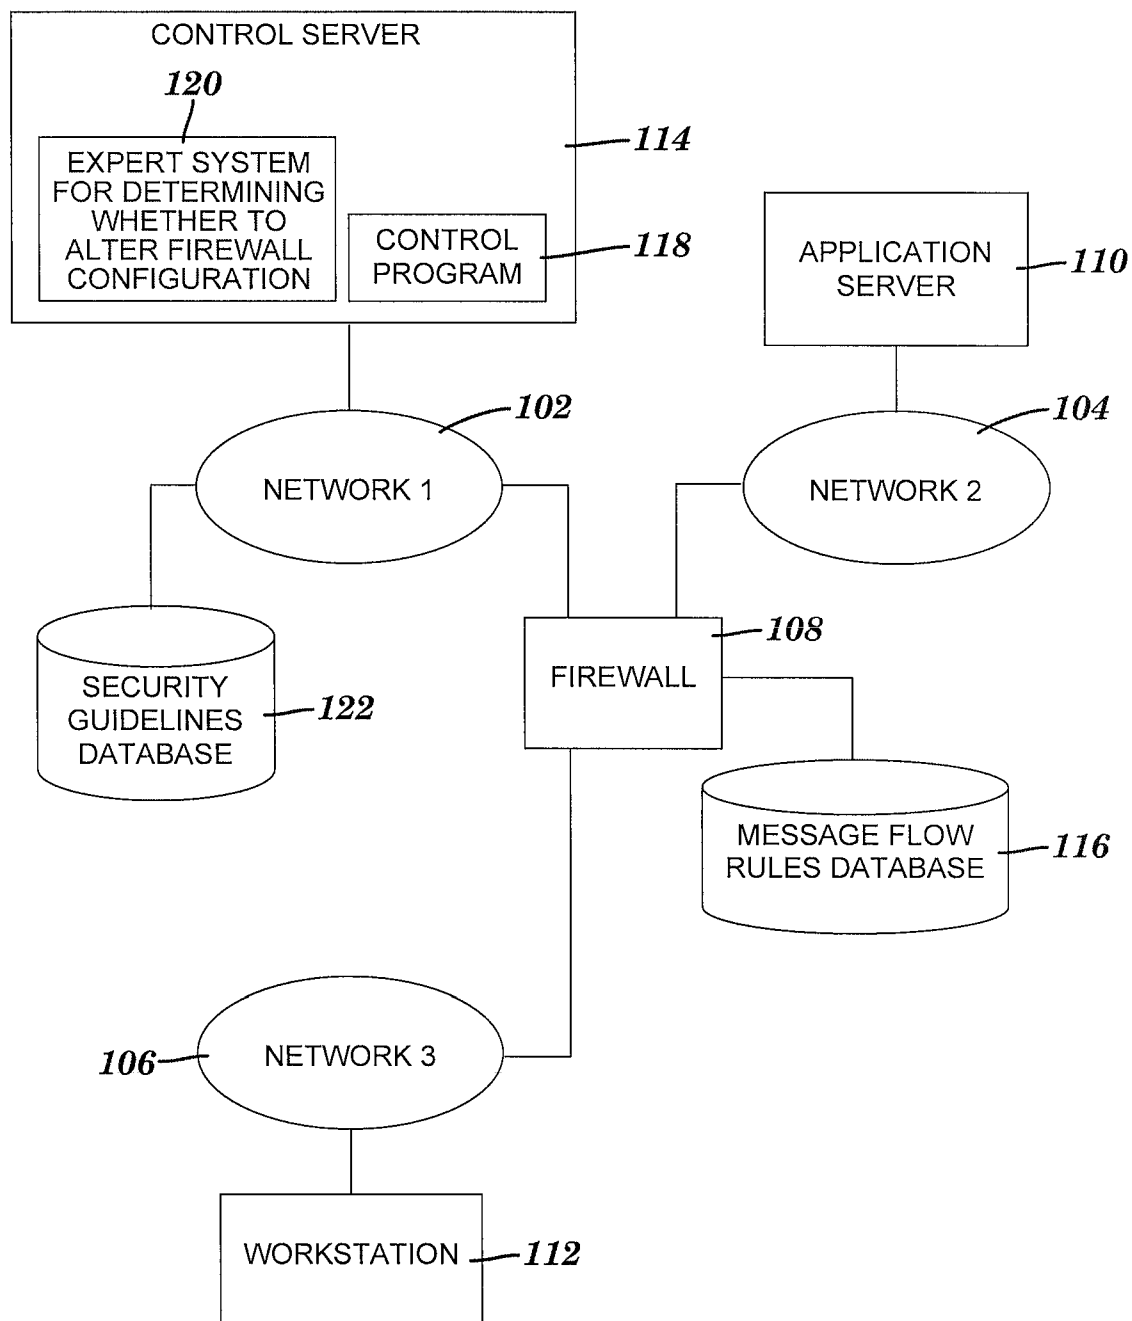 CONTROL SERVER
120
EXPERT SYSTEM
FOR DETERMINING
WHETHER TO
ALTER FIREWALL
CONFIGURATION
CONTROL
PROGRAM
118
114
APPLICATION
SERVER
110
102
NETWORK 1
104
NETWORK 2
108
FIREWALL
SECURITY
GUIDELINES
DATABASE
122
MESSAGE FLOW
RULES DATABASE
116
106
NETWORK 3
WORKSTATION
112